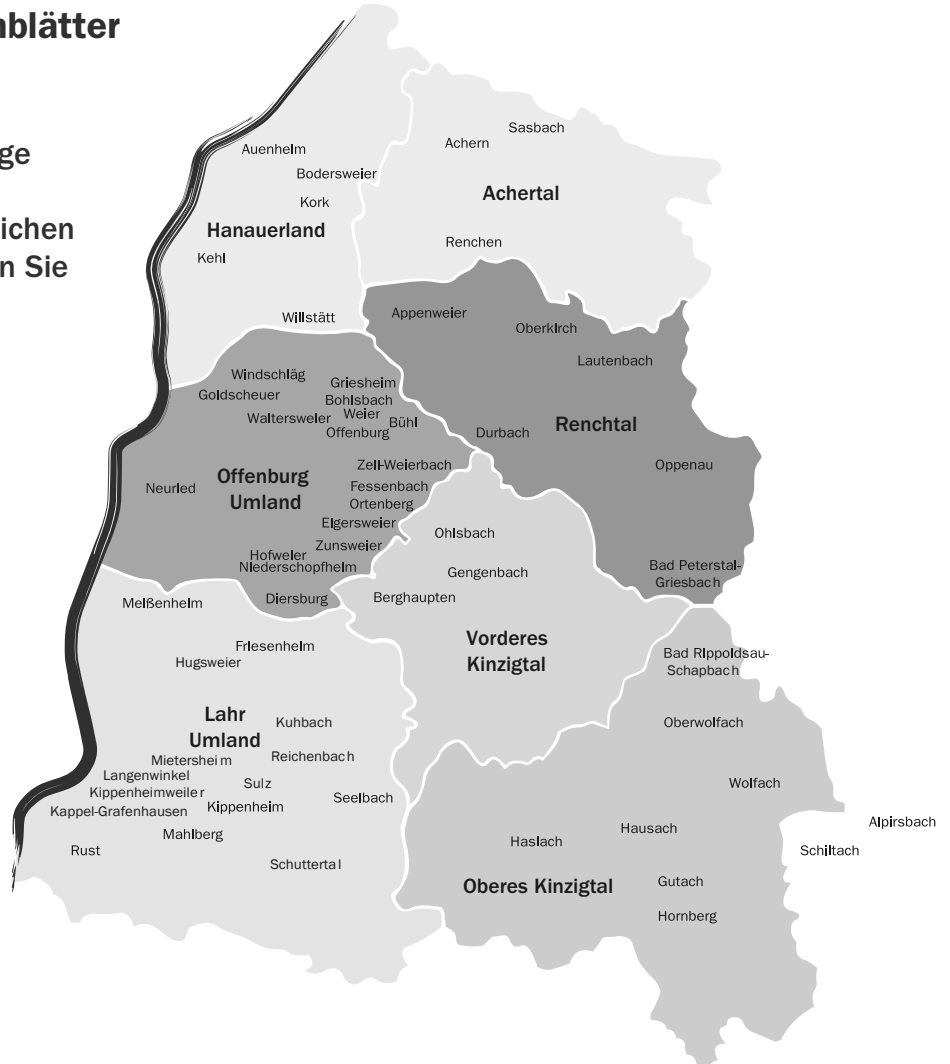 nblätter
ge
ichen
n Sie
Auenheim
Bodersweier
Kork
Hanauerland
Kehl
Willstätt
Sasbach
Achern
Achertal
Renchen
Appenweier
Oberkirch
Lautenbach
Renchtal
Durbach
Oppenau
Bad Peterstal-
Griesbach
Windschläg
Goldscheuer
Griesheim
Bohlsbach
Weier
Waltersweier
Bühl
Offenburg
Zell-Weierbach
Offenburg
Umland
Neuried
Fessenbach
Ortenberg
Elgersweier
Zunsweier
Hofweier
Niederschopfheim
Diersburg
Ohlsbach
Gengenbach
Berghaupten
Vorderes
Kinzigtal
Meißenheim
Friesenheim
Hugsweier
Lahr
Umland
Kuhbach
Mietersheim
Reichenbach
Langenwinkel
Sulz
Kippenheimweiler
Seelbach
Kappel-Grafenhausen
Kippenheim
Mahlberg
Rust
Schuttertal
Bad Rippoldsau-
Schapbach
Oberwolfach
Wolfach
Alpirsbach
Hausach
Haslach
Schiltach
Oberes Kinzigtal
Gutach
Hornberg